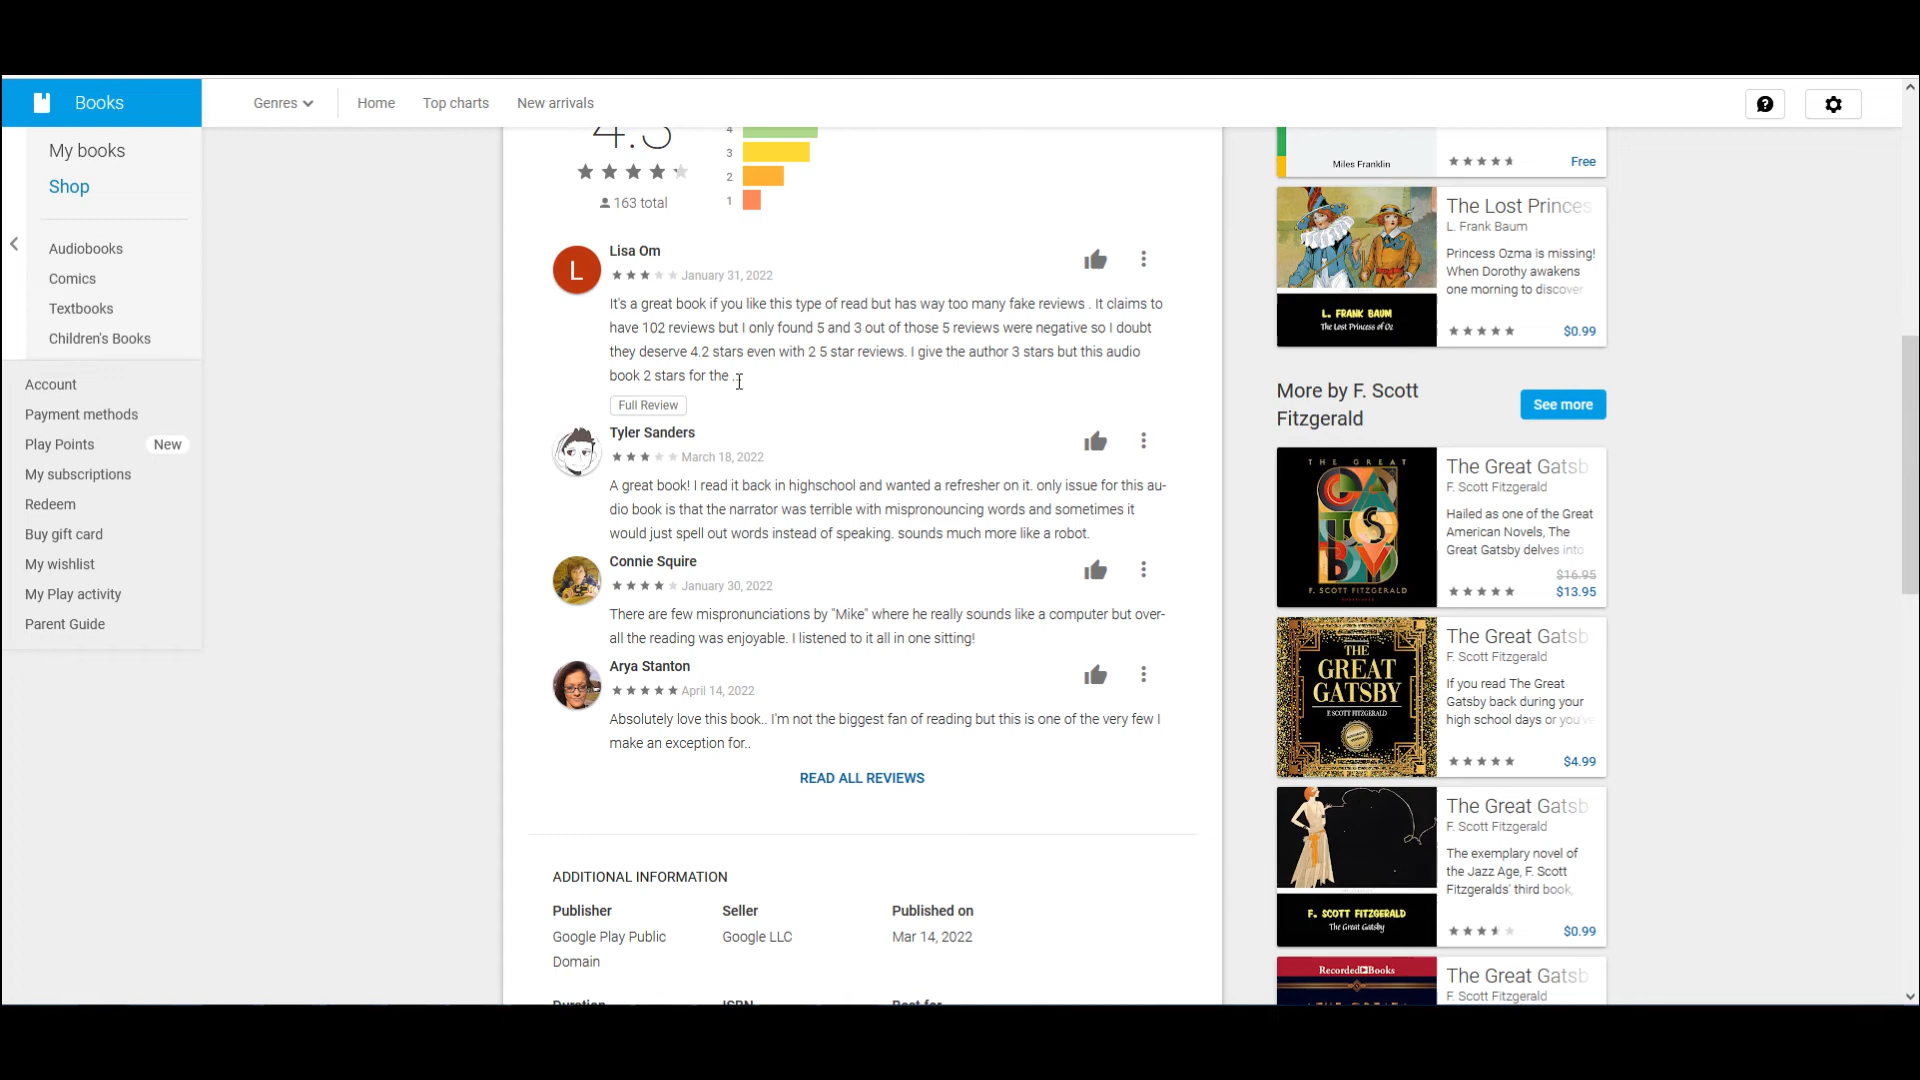 Books
Genres
Home
Top charts
New arrivals
My books
Shop
Audiobooks
Comics
Textbooks
Children's Books
Account
Payment methods
Play Points New
My subscriptions
Redeem
Buy gift card
My wishlist
My Play activity
Parent Guide
4
3
2
1
163 total
Lisa Om
January 31, 2022
It's a great book if you like this type of read but has way too many fake reviews . It claims to
have 102 reviews but I only found 5 and 3 out of those 5 reviews were negative so I doubt
they deserve 4.2 stars even with 2 5 star reviews. I give the author 3 stars but this audio
book 2 stars for the ..
Full Review
Tyler Sanders
March 18, 2022
A great book! I read it back in highschool and wanted a refresher on it. only issue for this au-
dio book is that the narrator was terrible with mispronouncing words and sometimes it
would just spell out words instead of speaking. sounds much more like a robot.
Connie Squire
January 30, 2022
There are few mispronunciations by "Mike" where he really sounds like a computer but over-
all the reading was enjoyable. I listened to it all in one sitting!
Arya Stanton
April 14, 2022
Absolutely love this book.. I'm not the biggest fan of reading but this is one of the very few I
make an exception for..
READ ALL REVIEWS
ADDITIONAL INFORMATION
Publisher
Google Play Public
Domain
Seller
Google LLC
Published on
Mar 14, 2022
Miles Franklin
Free
L. FRANK BAUM
The Lost Princess of Oz
The Lost Princes
L. Frank Baum
Princess Ozma is missing!
When Dorothy awakens
one morning to discover
$0.99
More by F. Scott
Fitzgerald
See more
THE GREAT
GATSBY
F. SCOTT FITZGERALD
The Great Gatsb
F. Scott Fitzgerald
Hailed as one of the Great
American Novels, The
Great Gatsby delves into
$16.95
$13.95
THE
GREAT
GATSBY
F. SCOTT FITZGERALD
The Great Gatsb
F. Scott Fitzgerald
If you read The Great
Gatsby back during your
high school days or you've
$4.99
F. SCOTT FITZGERALD
The Great Gatsby
The Great Gatsb
F. Scott Fitzgerald
The exemplary novel of
the Jazz Age, F. Scott
Fitzgeralds' third book,
$0.99
Recorded Books
The Great Gatsb
F. Scott Fitzgerald